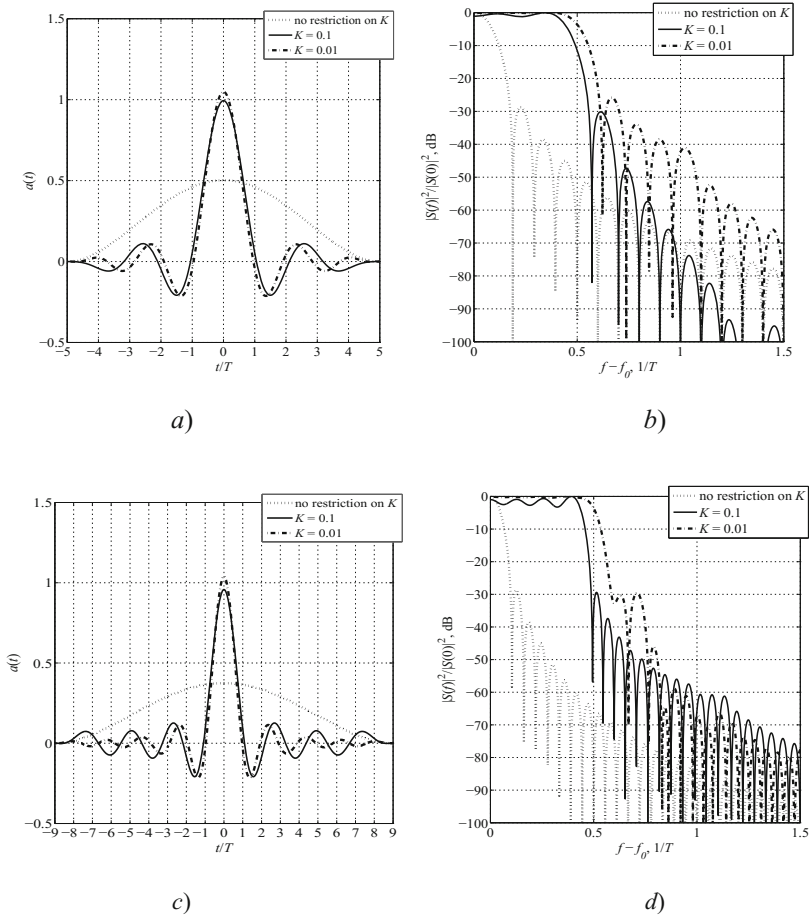 no restriction on K
K = 0.1
K = 0.01
1.5
1
0.5
0
−0.5
a(t)
−5 −4 −3 −2 −1 0 1 2 3 4 5
t/T
a)
no restriction on K
K = 0.1
K = 0.01
0
−10
−20
−30
−40
−50
−60
−70
−80
−90
−100
|S(f)|²/|S(0)|², dB
0 0.5 1 1.5
f − f₀, 1/T
b)
no restriction on K
K = 0.1
K = 0.01
1.5
1
0.5
0
−0.5
a(t)
−9 −8 −7 −6 −5 −4 −3 −2 −1 0 1 2 3 4 5 6 7 8 9
t/T
c)
no restriction on K
K = 0.1
K = 0.01
0
−10
−20
−30
−40
−50
−60
−70
−80
−90
−100
|S(f)|²/|S(0)|², dB
0 0.5 1 1.5
f − f₀, 1/T
d)